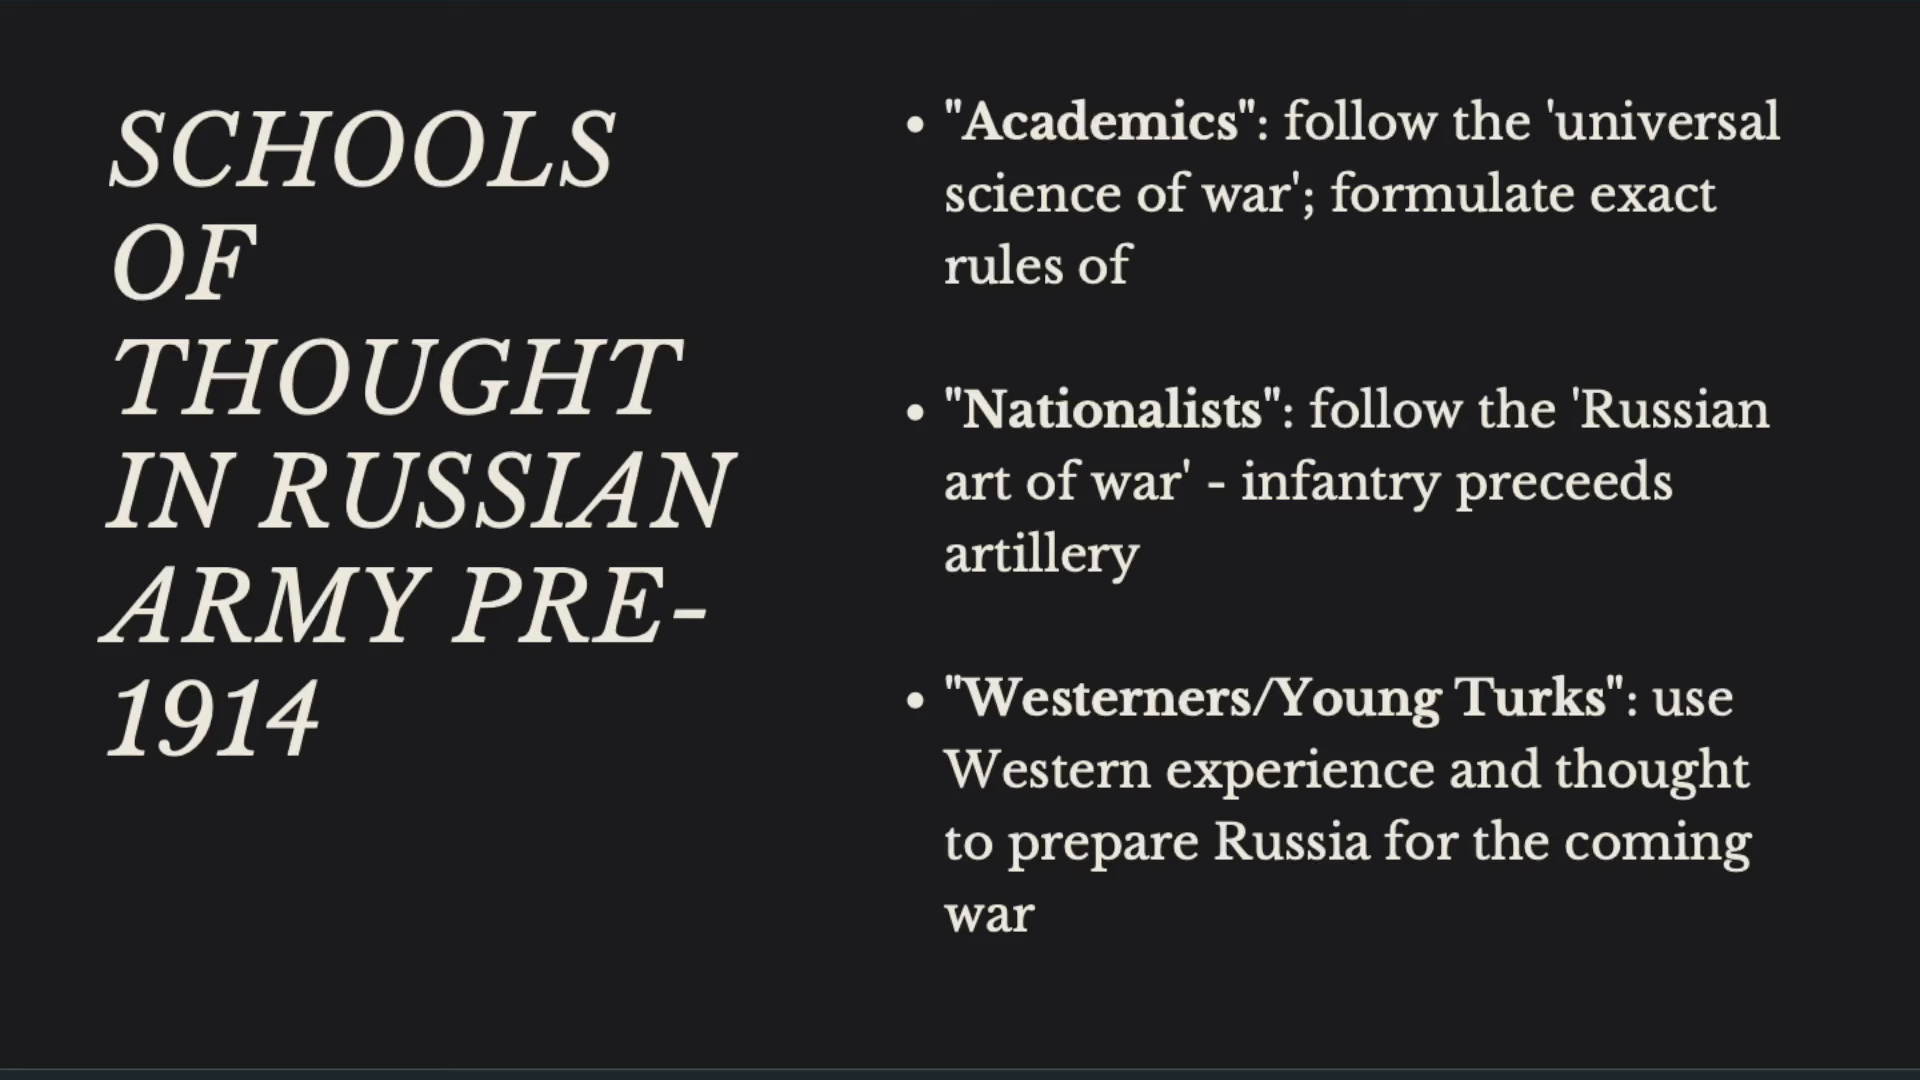 SCHOOLS
OF
THOUGHT
IN RUSSIAN
ARMY PRE-
1914
• "Academics": follow the 'universal
science of war'; formulate exact
rules of
• "Nationalists": follow the 'Russian
art of war' - infantry preceeds
artillery
• "Westerners/Young Turks": use
Western experience and thought
to prepare Russia for the coming
war